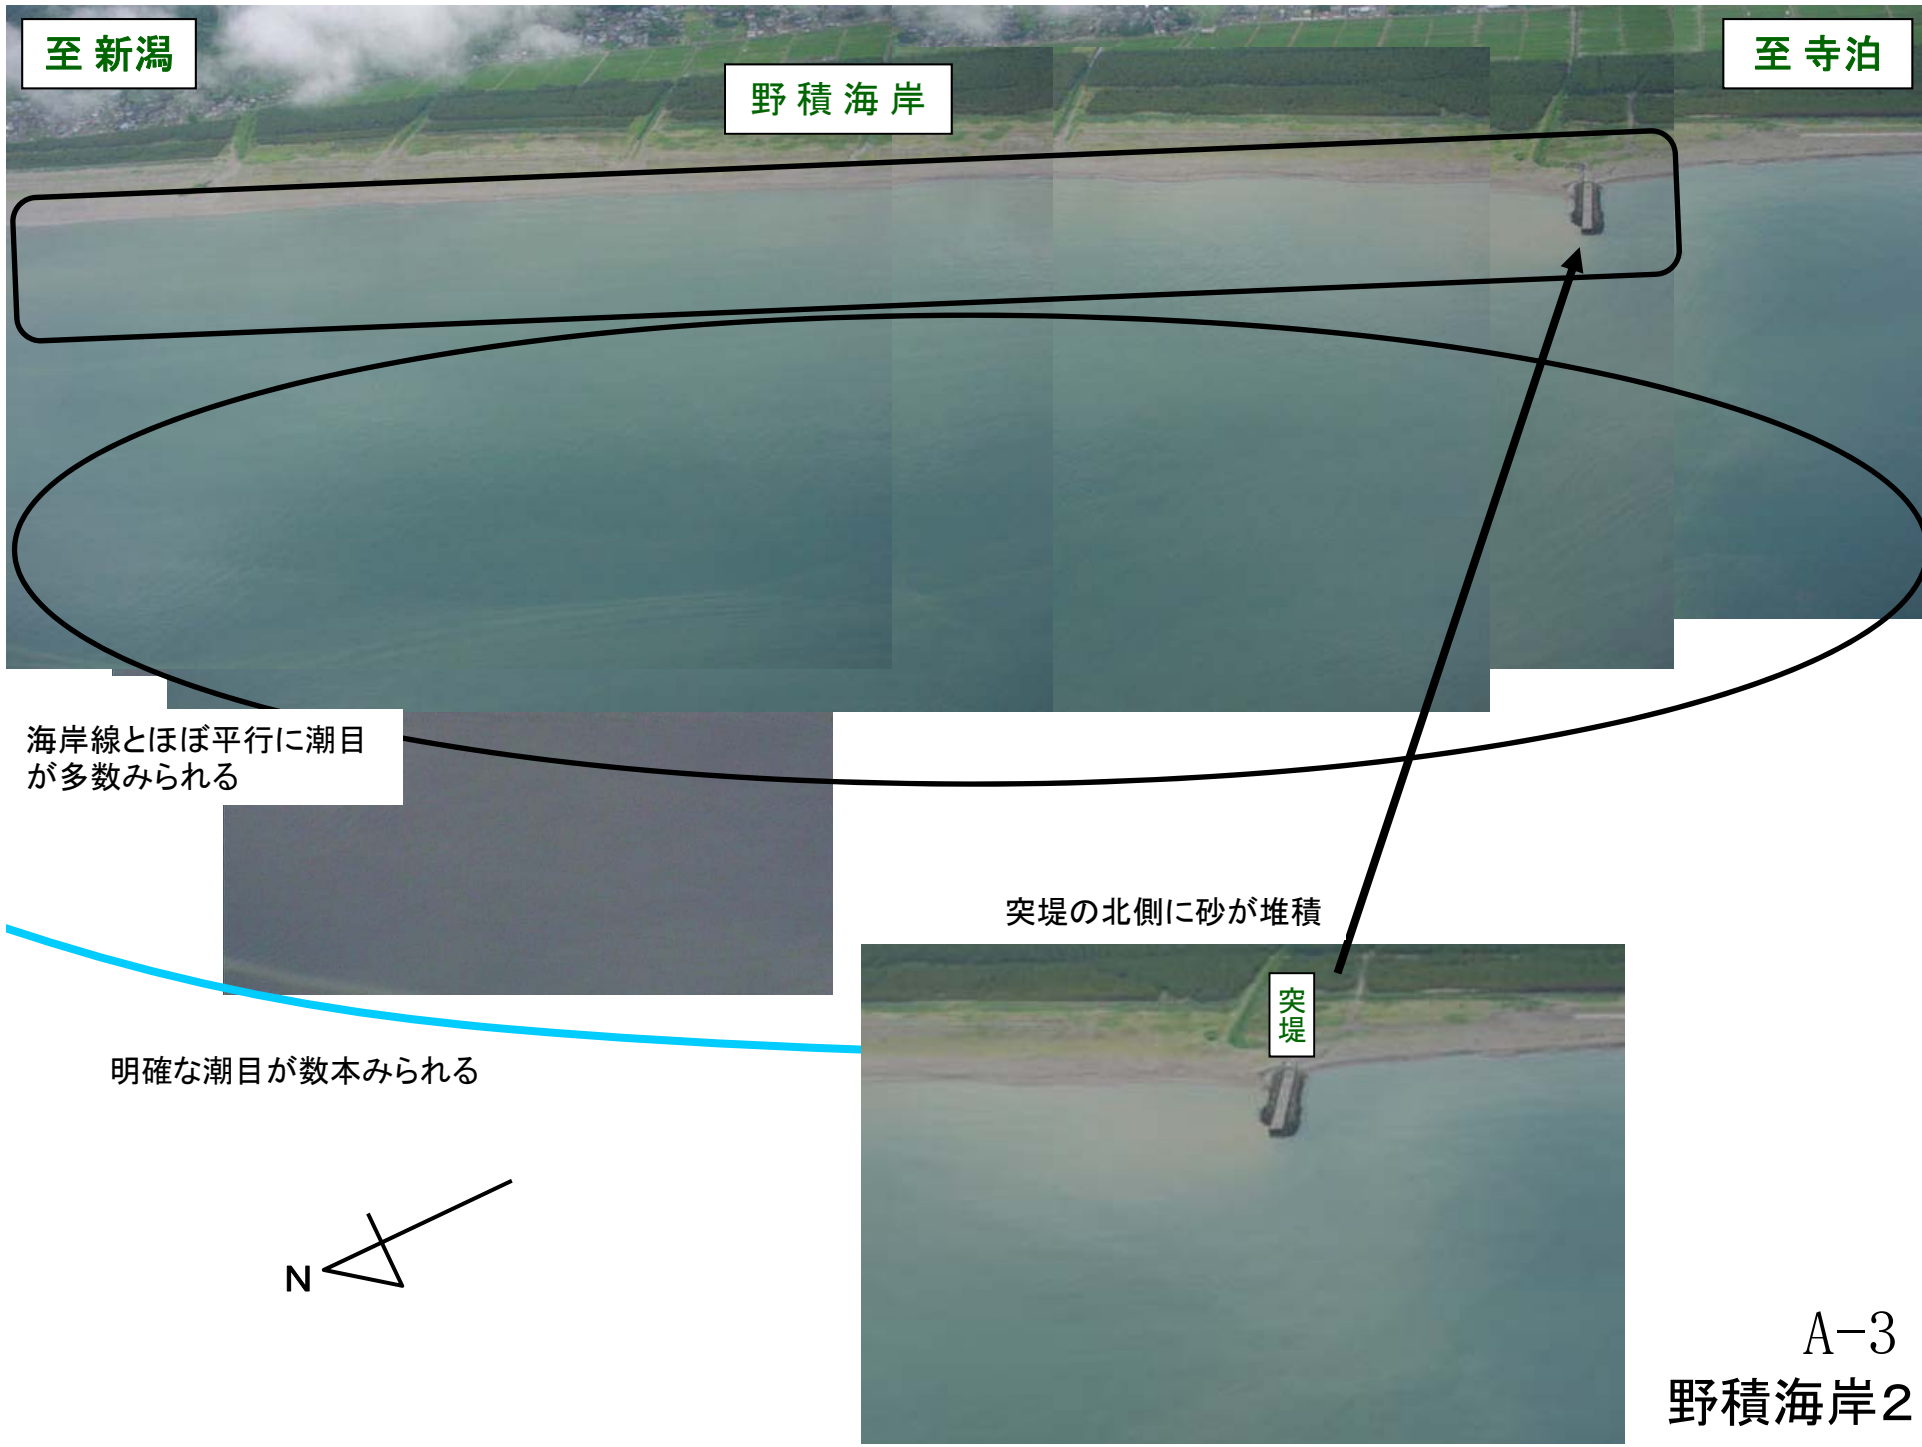 至 新潟
野積海岸
至 寺泊
海岸線とほぼ平行に潮目
が多数みられる
突堤の北側に砂が堆積
突堤
明確な潮目が数本みられる
N
A-3
野積海岸2